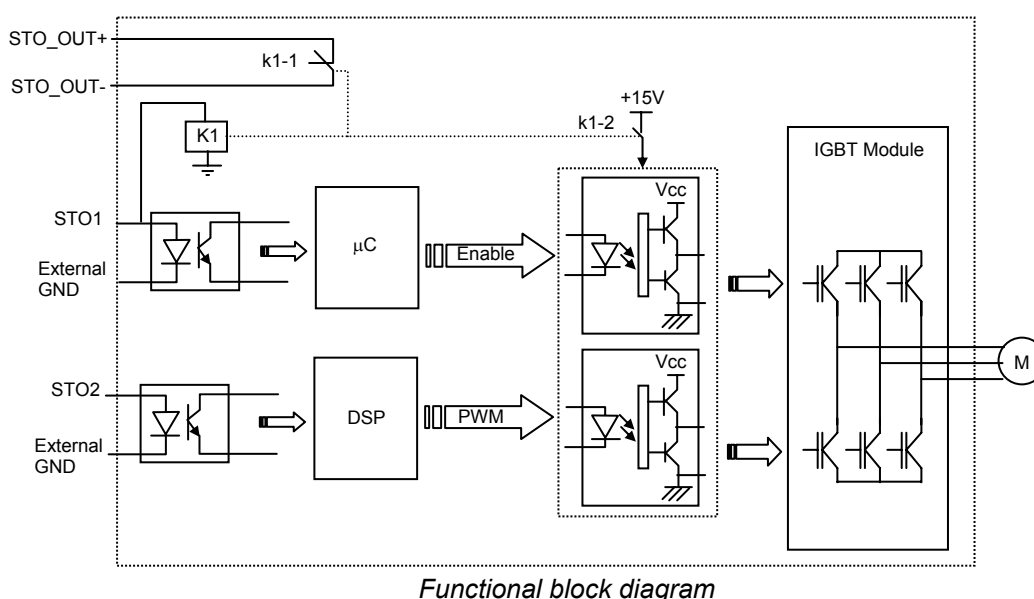 STO_OUT+
k1-1
STO_OUT-
+15V
k1-2
K1
IGBT Module
Vcc
STO1
μC
Enable
External
GND
Vcc
STO2
DSP
PWM
M
External
GND
Functional block diagram